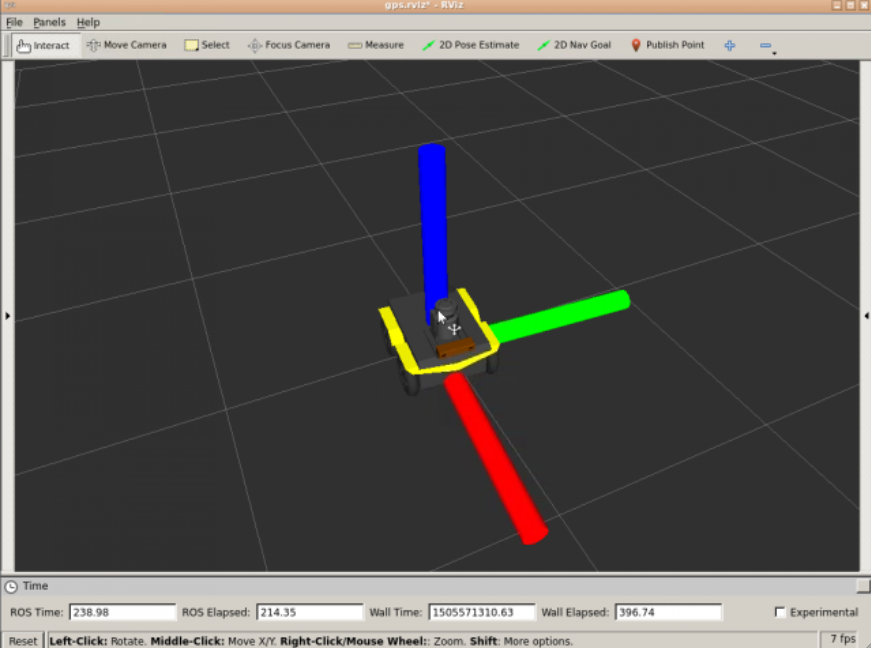 gps.rviz* - RViz
File Panels Help
Interact Move Camera Select Focus Camera Measure 2D Pose Estimate 2D Nav Goal Publish Point
Time
ROS Time: 238.98 ROS Elapsed: 214.35 Wall Time: 1505571310.63 Wall Elapsed: 396.74 Experimental
Reset Left-Click: Rotate. Middle-Click: Move X/Y. Right-Click/Mouse Wheel:: Zoom. Shift: More options. 7 fps